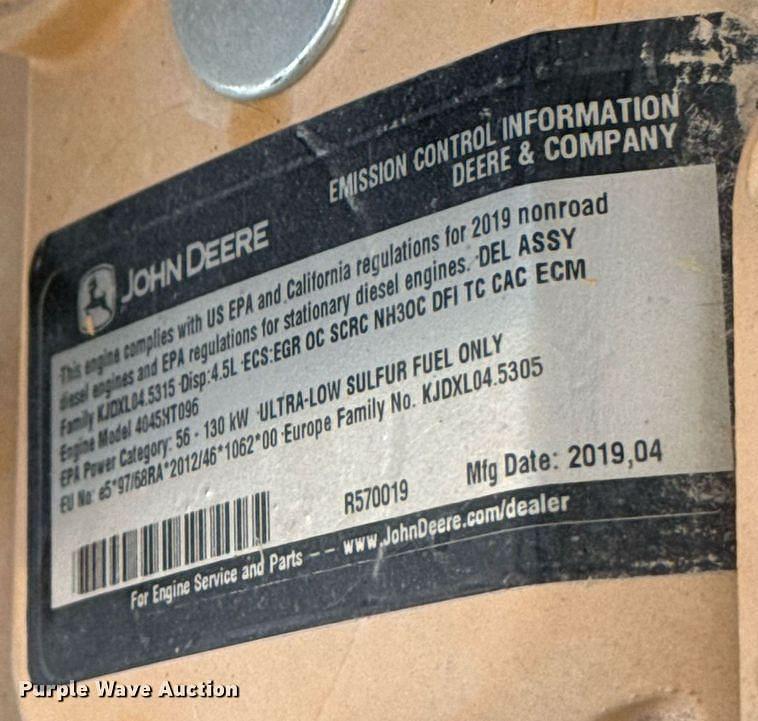 EMISSION CONTROL INFORMATION
DEERE & COMPANY
JOHN DEERE
This engine complies with US EPA and California regulations for 2019 nonroad
diesel engines and EPA regulations for stationary diesel engines. ·DEL ASSY
Family KJDXL04.5315 ·Disp:4.5L ·ECS:EGR OC SCRC NH3OC DFI TC CAC ECM
Engine Model 4045HT096
EPA Power Category: 56 - 130 kW ·ULTRA-LOW SULFUR FUEL ONLY
EU No: e5*97/68RA*2012/46*1062*00 ·Europe Family No. KJDXL04.5305
R570019 Mfg Date: 2019,04
For Engine Service and Parts -- www.JohnDeere.com/dealer
Purple Wave Auction